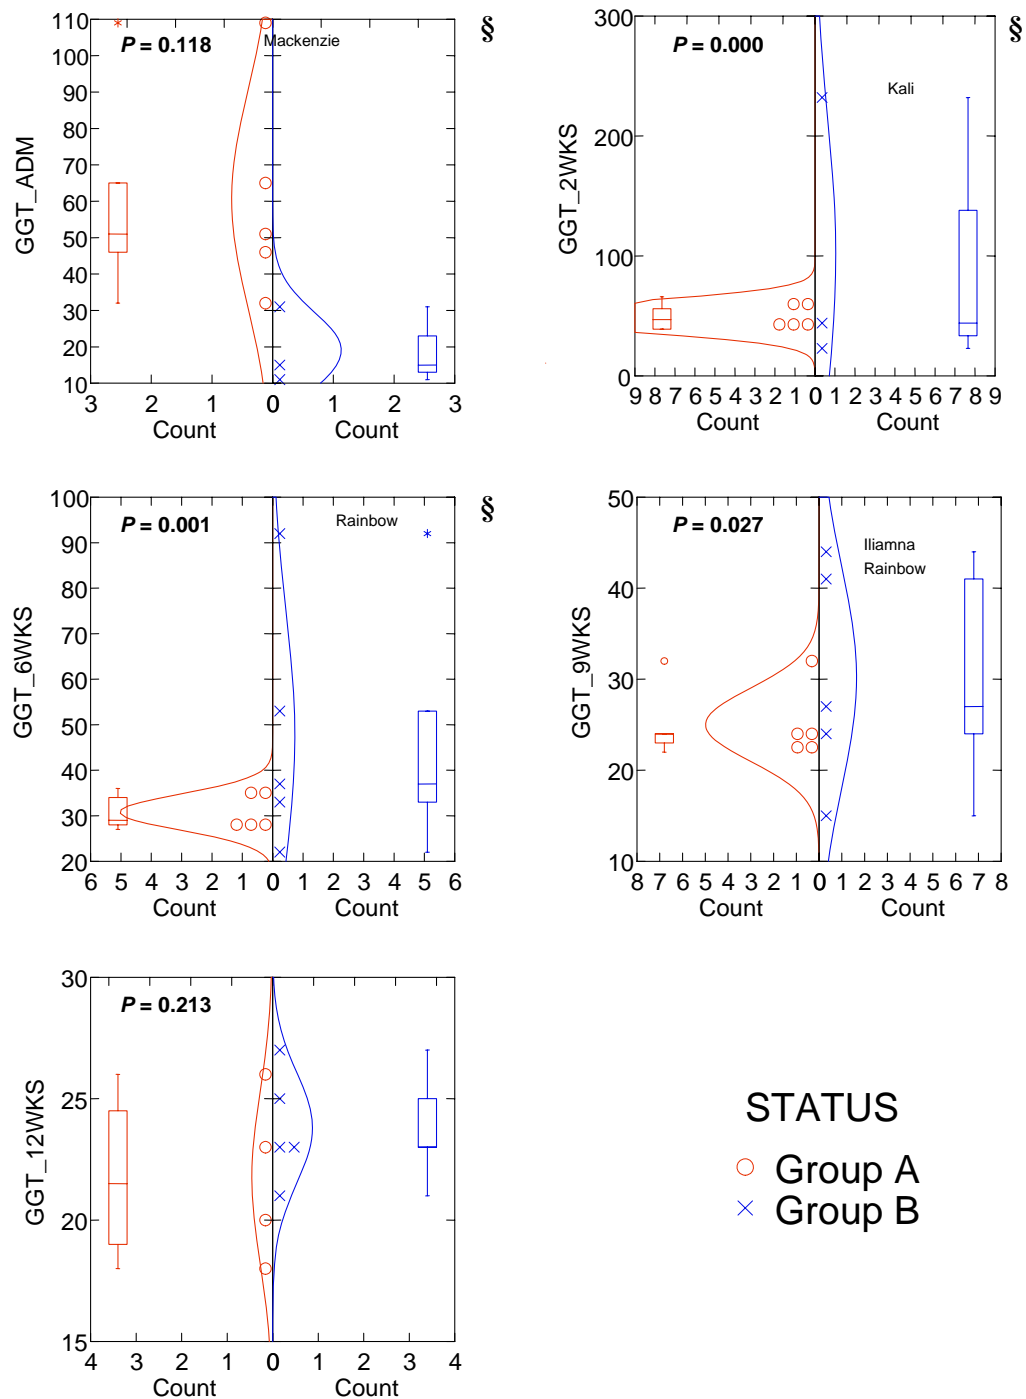 P = 0.118
Mackenzie
§
GGT_ADM
110
100
90
80
70
60
50
40
30
20
10
3 2 1 0 0 1 2 3
Count Count
P = 0.000
Kali
§
GGT_2WKS
300
200
100
0
9 8 7 6 5 4 3 2 1 0 0 1 2 3 4 5 6 7 8 9
Count Count
P = 0.001
Rainbow
§
GGT_6WKS
100
90
80
70
60
50
40
30
20
6 5 4 3 2 1 0 0 1 2 3 4 5 6
Count Count
P = 0.027
Iliamna
Rainbow
GGT_9WKS
50
40
30
20
10
8 7 6 5 4 3 2 1 0 0 1 2 3 4 5 6 7 8
Count Count
P = 0.213
GGT_12WKS
30
25
20
15
4 3 2 1 0 0 1 2 3 4
Count Count
STATUS
Group A
Group B